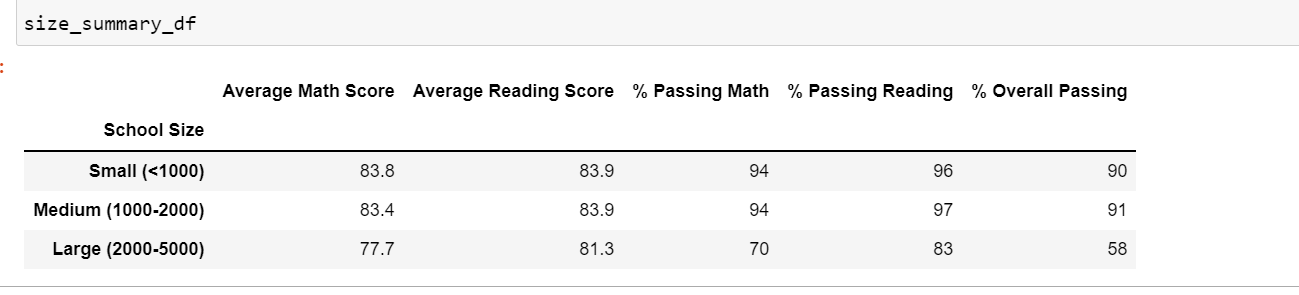 size_summary_df
:
Average Math Score Average Reading Score % Passing Math % Passing Reading % Overall Passing
School Size
Small (<1000) 83.8 83.9 94 96 90
Medium (1000-2000) 83.4 83.9 94 97 91
Large (2000-5000) 77.7 81.3 70 83 58